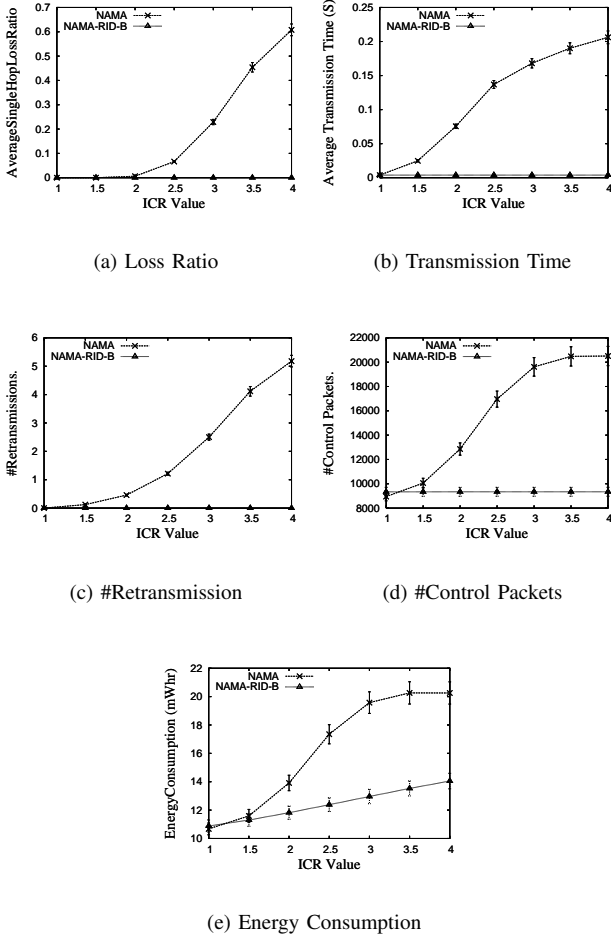 0.7
0.6
0.5
0.4
0.3
0.2
0.1
0
1 1.5 2 2.5 3 3.5 4
AverageSingleHopLossRatio
ICR Value
NAMA
NAMA-RID-B
(a) Loss Ratio
0.25
0.2
0.15
0.1
0.05
0
1 1.5 2 2.5 3 3.5 4
Average Transmission Time (S)
ICR Value
NAMA
NAMA-RID-B
(b) Transmission Time
6
5
4
3
2
1
0
1 1.5 2 2.5 3 3.5 4
#Retransmissions.
ICR Value
NAMA
NAMA-RID-B
(c) #Retransmission
22000
20000
18000
16000
14000
12000
10000
8000
1 1.5 2 2.5 3 3.5 4
#Control Packets.
ICR Value
NAMA
NAMA-RID-B
(d) #Control Packets
22
20
18
16
14
12
10
1 1.5 2 2.5 3 3.5 4
EnergyConsumption (mWhr)
ICR Value
NAMA
NAMA-RID-B
(e) Energy Consumption